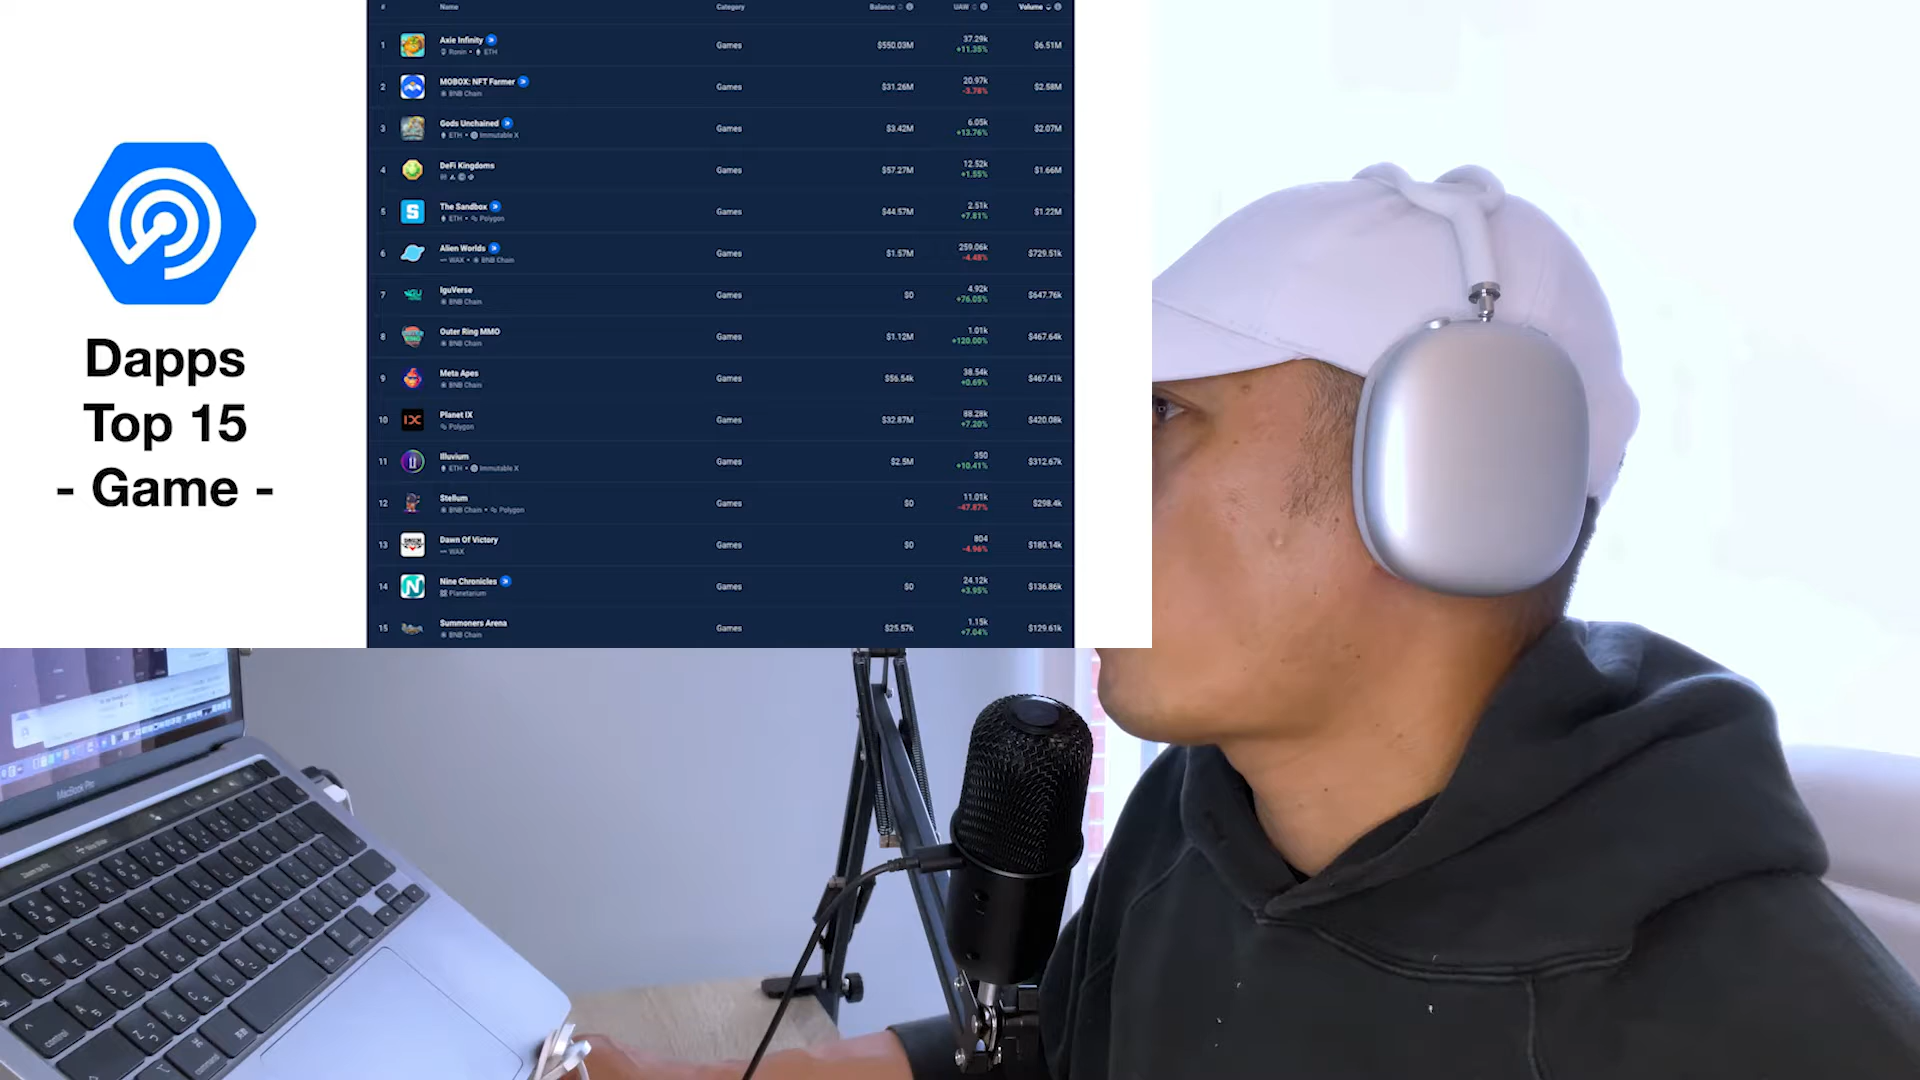 Dapps
Top 15
- Game -
# Name Category Balance UAW Volume
1 Axie Infinity Games $550.03M 37.29k $6.51M
Ronin • ETH +11.35%
2 MOBOX: NFT Farmer Games $31.26M 20.97k $2.58M
BNB Chain -3.78%
3 Gods Unchained Games $3.42M 6.05k $2.07M
ETH • Immutable X +13.76%
4 DeFi Kingdoms Games $57.27M 12.52k $1.66M
+1.55%
5 The Sandbox Games $44.57M 2.51k $1.22M
ETH • Polygon +7.81%
6 Alien Worlds Games $1.57M 259.06k $729.51k
WAX • BNB Chain -4.48%
7 IguVerse Games $0 4.92k $647.76k
BNB Chain +76.05%
8 Outer Ring MMO Games $1.12M 1.01k $467.64k
BNB Chain +120.00%
9 Meta Apes Games $56.54k 38.54k $467.41k
BNB Chain +0.69%
10 Planet IX Games $32.87M 88.28k $420.08k
Polygon +7.20%
11 Illuvium Games $2.5M 350 $312.67k
ETH • Immutable X +10.41%
12 Stellum Games $0 11.01k $298.4k
BNB Chain • Polygon -47.87%
13 Dawn Of Victory Games $0 804 $180.14k
WAX -4.96%
14 Nine Chronicles Games $0 24.12k $136.86k
Planetarium +3.95%
15 Summoners Arena Games $25.57k 1.15k $129.61k
BNB Chain +7.04%
MacBook Pro
control
command